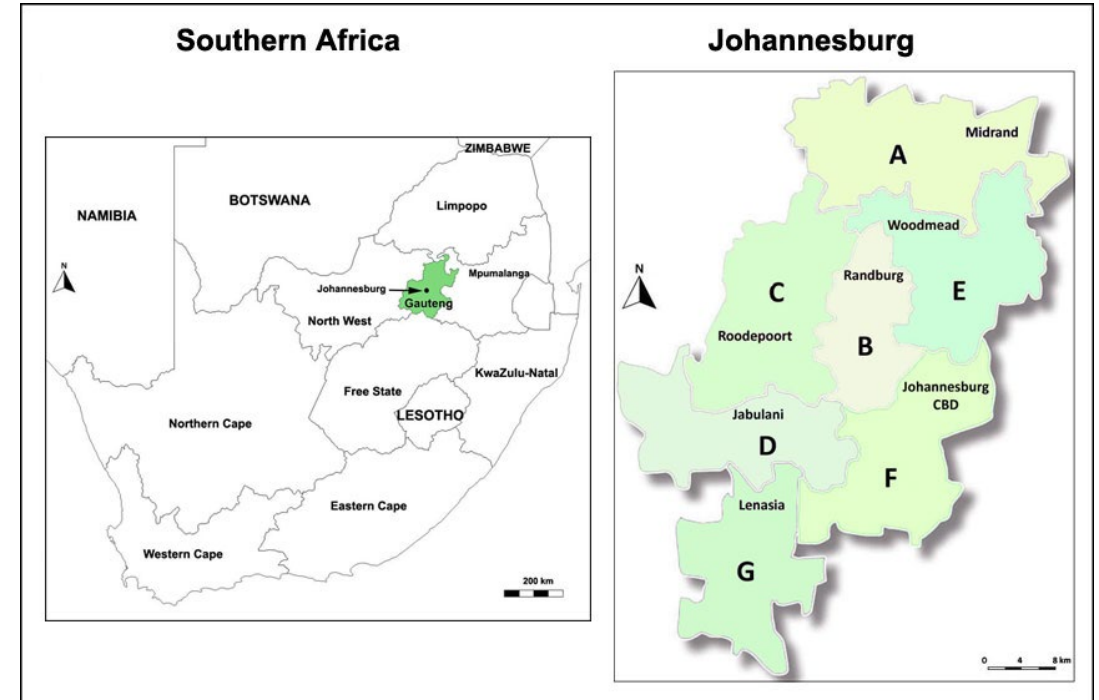 Southern Africa
ZIMBABWE
BOTSWANA
Limpopo
NAMIBIA
N
Mpumalanga
Johannesburg
Gauteng
North West
KwaZulu-Natal
Free State
LESOTHO
Northern Cape
Eastern Cape
Western Cape
200 km
Johannesburg
Midrand
A
Woodmead
N
Randburg
C
E
Roodepoort
B
Johannesburg
CBD
Jabulani
D
F
Lenasia
G
0 4 8 km